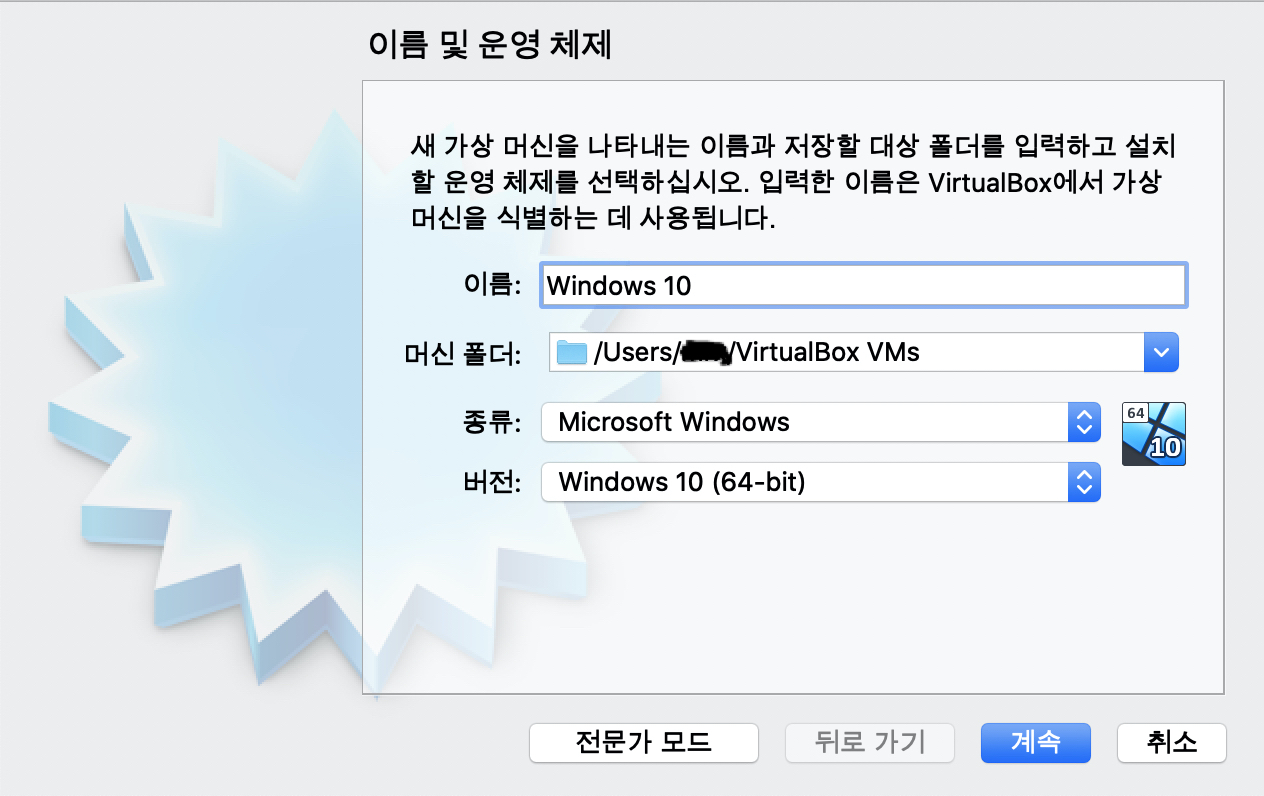 이름 및 운영 체제
새 가상 머신을 나타내는 이름과 저장할 대상 폴더를 입력하고 설치
할 운영 체제를 선택하십시오. 입력한 이름은 VirtualBox에서 가상
머신을 식별하는 데 사용됩니다.
이름: Windows 10
머신 폴더: /Users/ /VirtualBox VMs
종류: Microsoft Windows
64
10
버전: Windows 10 (64-bit)
전문가 모드 뒤로 가기 계속 취소